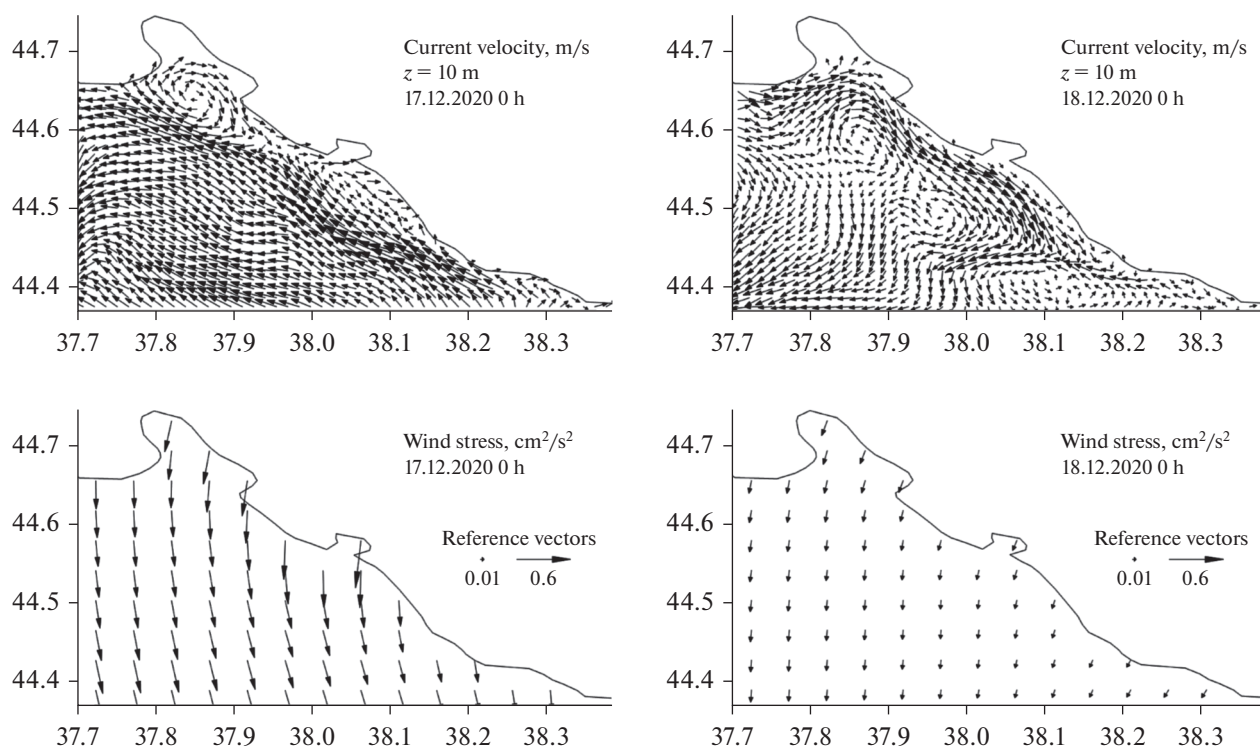 44.7
44.6
44.5
44.4
37.7 37.8 37.9 38.0 38.1 38.2 38.3
Current velocity, m/s
z = 10 m
17.12.2020 0 h
44.7
44.6
44.5
44.4
37.7 37.8 37.9 38.0 38.1 38.2 38.3
Current velocity, m/s
z = 10 m
18.12.2020 0 h
44.7
44.6
44.5
44.4
37.7 37.8 37.9 38.0 38.1 38.2 38.3
Wind stress, cm²/s²
17.12.2020 0 h
Reference vectors
0.01 0.6
44.7
44.6
44.5
44.4
37.7 37.8 37.9 38.0 38.1 38.2 38.3
Wind stress, cm²/s²
18.12.2020 0 h
Reference vectors
0.01 0.6